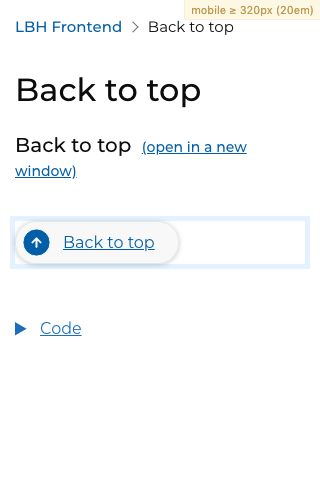 mobile ≥ 320px (20em)
LBH Frontend > Back to top
Back to top
Back to top (open in a new
window)
Back to top
Code